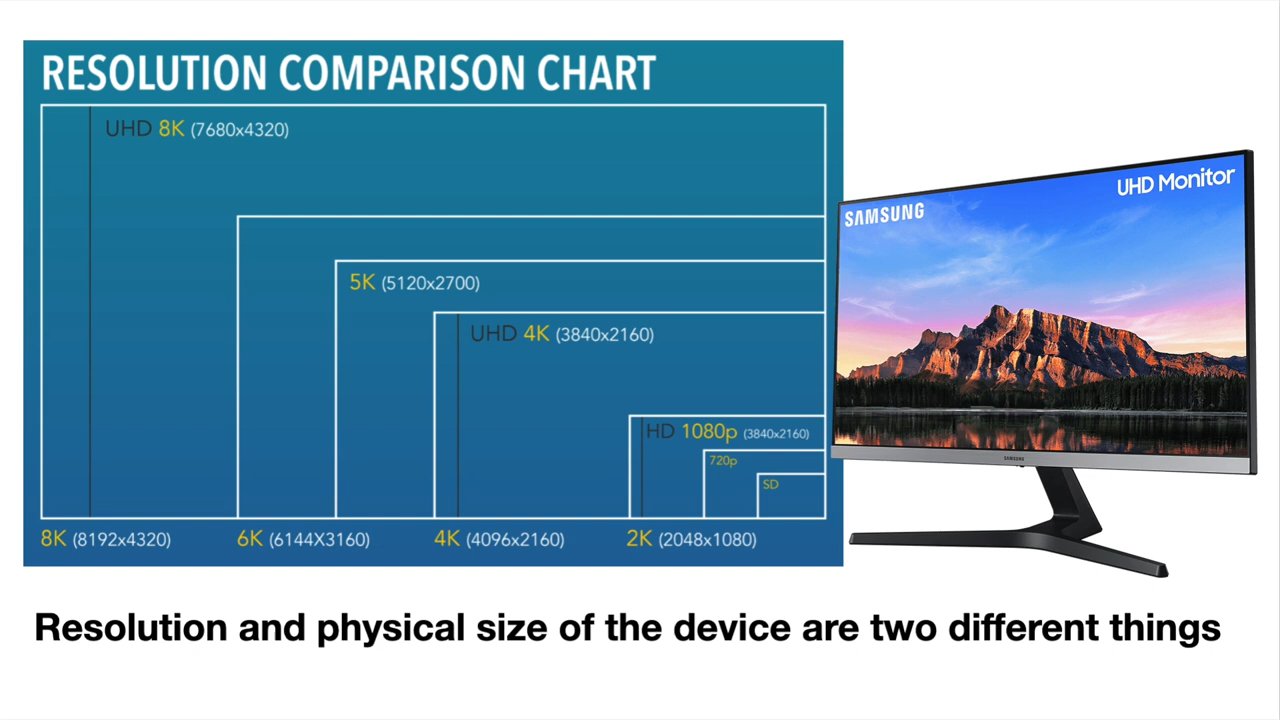 RESOLUTION COMPARISON CHART
UHD 8K (7680x4320)
5K (5120x2700)
UHD 4K (3840x2160)
HD 1080p (3840x2160)
720p
SD
8K (8192x4320)
6K (6144X3160)
4K (4096x2160)
2K (2048x1080)
UHD Monitor
SAMSUNG
SAMSUNG
Resolution and physical size of the device are two different things